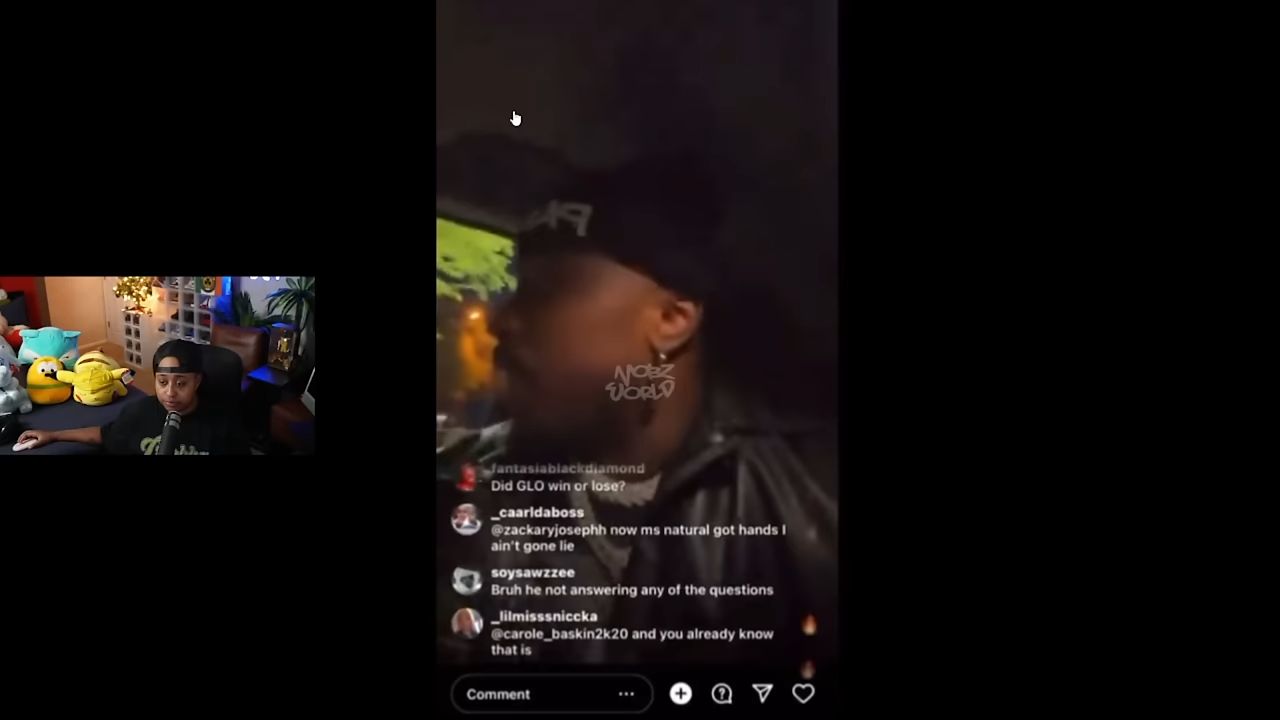 NOBZ
WORLD
fantasiablackdiamond
Did GLO win or lose?
_caarldaboss
@zackaryjosephh now ms natural got hands I
ain't gone lie
soysawzzee
Bruh he not answering any of the questions
_lilmisssniccka
@carole_baskin2k20 and you already know
that is
Comment